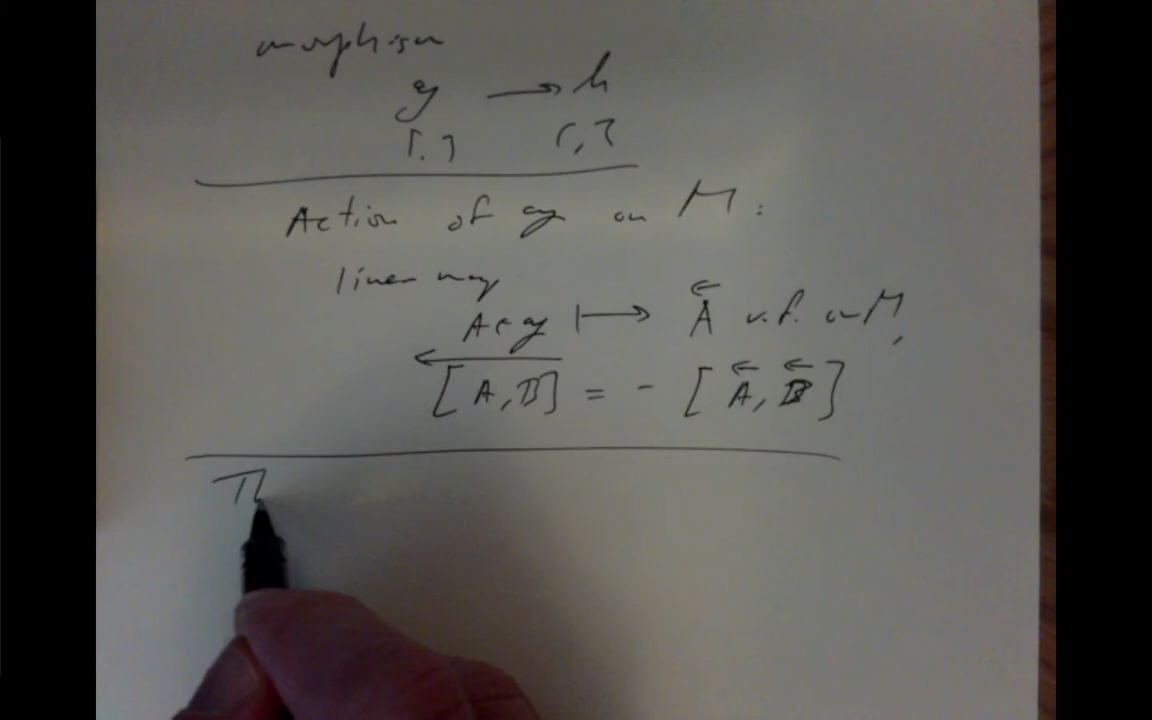 morphism
𝔤 ⟶ h
[,] [,]
Action of 𝔤 on M:
linear map
A ∈ 𝔤 ⟼ A⃖ v.f. on M,
[A, B]⃖ = - [A⃖, B⃖]
Th